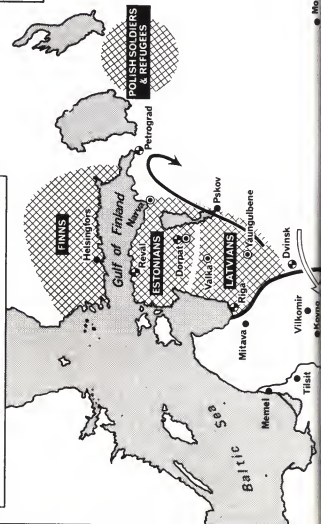 POLISH SOLDIERS
& REFUGEES
Petrograd
FINNS
Helsingfors
Gulf of Finland
Narva
Reval
ESTONIANS
Dorpat
Pskov
Valka
LATVIANS
Yaungulbene
Riga
Dvinsk
Mitava
Vilkomir
Kovno
Memel
Tilsit
Baltic Sea
Mo